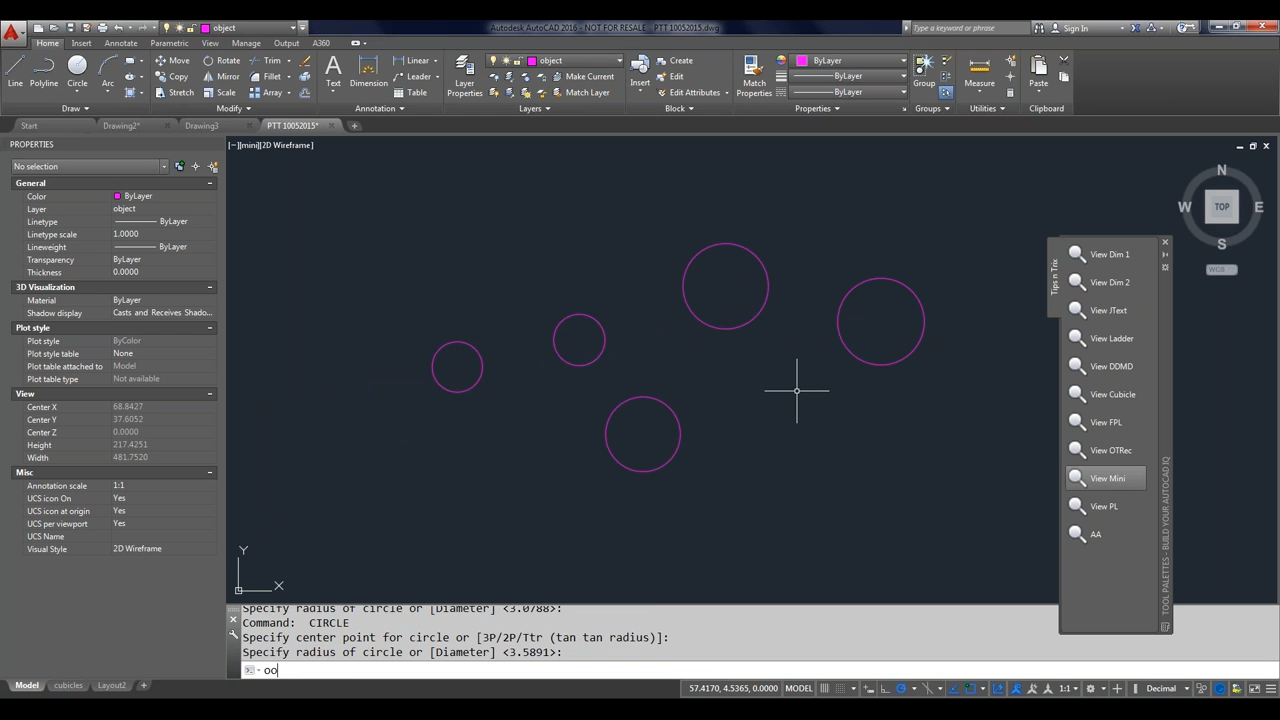 object
Autodesk AutoCAD 2016 - NOT FOR RESALE PTT 10052015.dwg
Type a keyword or phrase
Sign In
Home Insert Annotate Parametric View Manage Output A360
Line Polyline Circle Arc
Move Rotate Trim
Copy Mirror Fillet
Stretch Scale Array
Text Dimension
Linear
Leader
Table
Layer Properties
object
Make Current
Match Layer
Insert
Create
Edit
Edit Attributes
Match Properties
ByLayer
ByLayer
ByLayer
Group
Measure
Paste
Draw Modify Annotation Layers Block Properties Groups Utilities Clipboard
Start Drawing2* Drawing3 PTT 10052015*
PROPERTIES
No selection
General
Color ByLayer
Layer object
Linetype ByLayer
Linetype scale 1.0000
Lineweight ByLayer
Transparency ByLayer
Thickness 0.0000
3D Visualization
Material ByLayer
Shadow display Casts and Receives Shado...
Plot style
Plot style ByColor
Plot style table None
Plot table attached to Model
Plot table type Not available
View
Center X 68.8427
Center Y 37.6052
Center Z 0.0000
Height 217.4251
Width 481.7520
Misc
Annotation scale 1:1
UCS icon On Yes
UCS icon at origin Yes
UCS per viewport Yes
UCS Name
Visual Style 2D Wireframe
[−][mini][2D Wireframe]
N
W TOP E
S
WCS
Tips n Trix
View Dim 1
View Dim 2
View JText
View Ladder
View DDMD
View Cubicle
View FPL
View OTRec
View Mini
View PL
AA
TOOL PALETTES - BUILD YOUR AUTOCAD IQ
Y
X
Specify radius of circle or [Diameter] <3.0788>:
Command: CIRCLE
Specify center point for circle or [3P/2P/Ttr (tan tan radius)]:
Specify radius of circle or [Diameter] <3.5891>:
oo
Model cubicles Layout2
57.4170, 4.5365, 0.0000 MODEL 1:1 Decimal